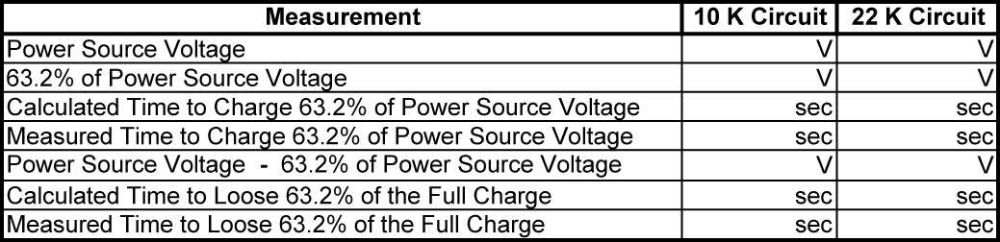 Measurement 10 K Circuit 22 K Circuit
Power Source Voltage V V
63.2% of Power Source Voltage V V
Calculated Time to Charge 63.2% of Power Source Voltage sec sec
Measured Time to Charge 63.2% of Power Source Voltage sec sec
Power Source Voltage - 63.2% of Power Source Voltage V V
Calculated Time to Loose 63.2% of the Full Charge sec sec
Measured Time to Loose 63.2% of the Full Charge sec sec